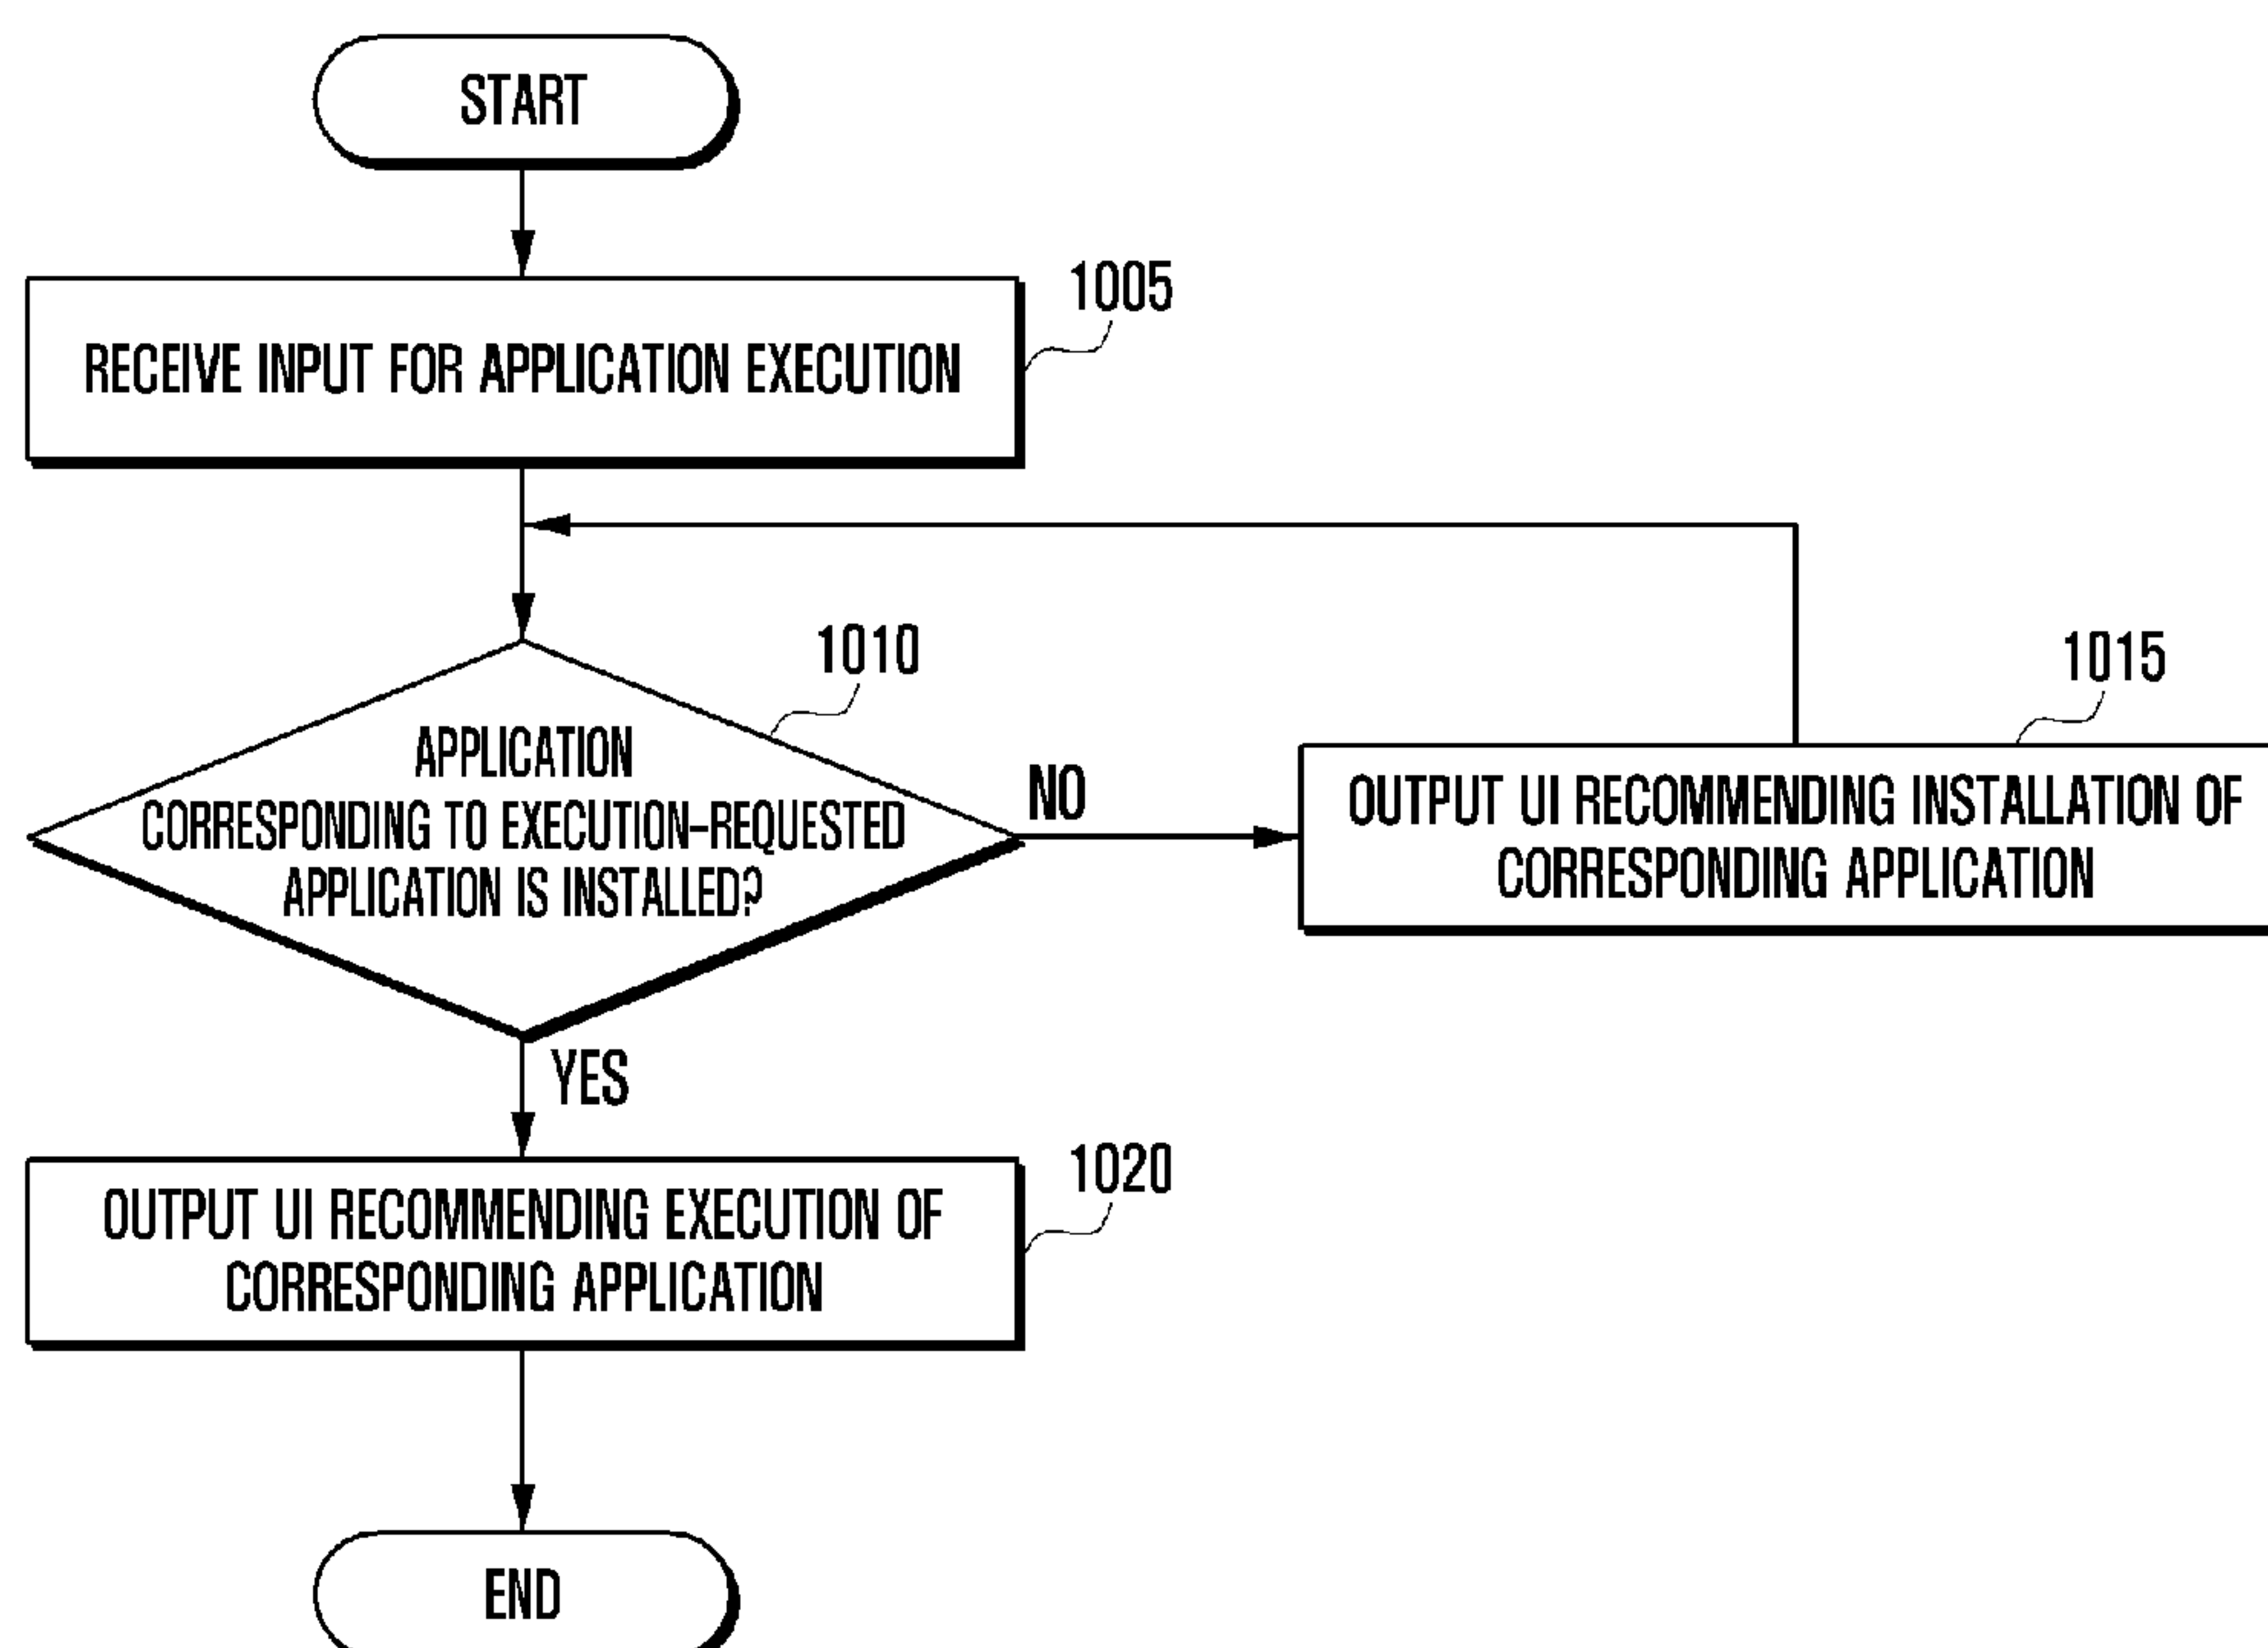 START
1005
RECEIVE INPUT FOR APPLICATION EXECUTION
1010
APPLICATION
CORRESPONDING TO EXECUTION-REQUESTED
APPLICATION IS INSTALLED?
NO
1015
OUTPUT UI RECOMMENDING INSTALLATION OF
CORRESPONDING APPLICATION
YES
1020
OUTPUT UI RECOMMENDING EXECUTION OF
CORRESPONDING APPLICATION
END